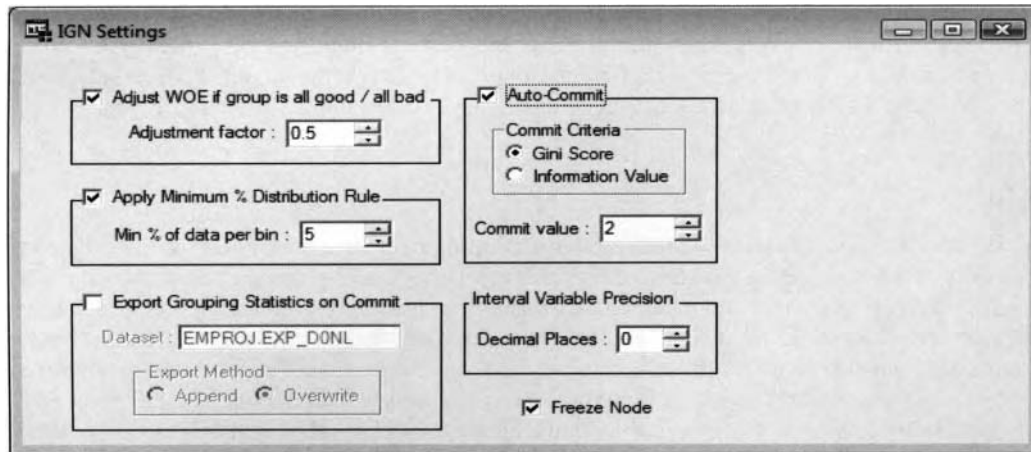 IGN Settings
Adjust WOE if group is all good / all bad
Adjustment factor : 0.5
Apply Minimum % Distribution Rule
Min % of data per bin : 5
Export Grouping Statistics on Commit
Dataset : EMPROJ.EXP_D0NL
Export Method
Append Overwrite
Auto-Commit
Commit Criteria
Gini Score
Information Value
Commit value : 2
Interval Variable Precision
Decimal Places : 0
Freeze Node